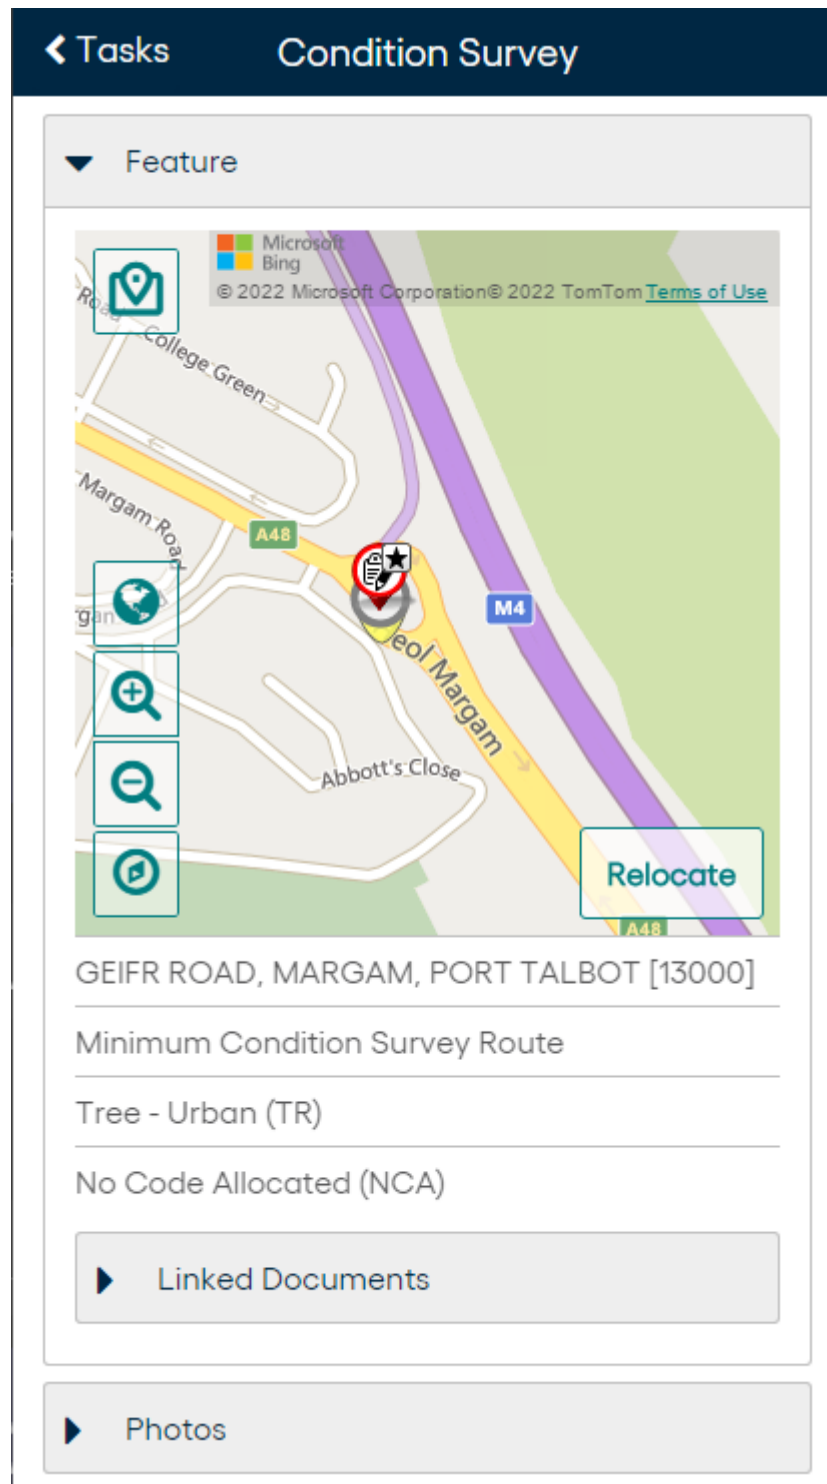 Tasks
Condition Survey
Feature
Microsoft
Bing
© 2022 Microsoft Corporation© 2022 TomTom Terms of Use
Road
College Green
Margam Road
A48
M4
eol Margam
Abbott's Close
Relocate
A48
GEIFR ROAD, MARGAM, PORT TALBOT [13000]
Minimum Condition Survey Route
Tree - Urban (TR)
No Code Allocated (NCA)
Linked Documents
Photos